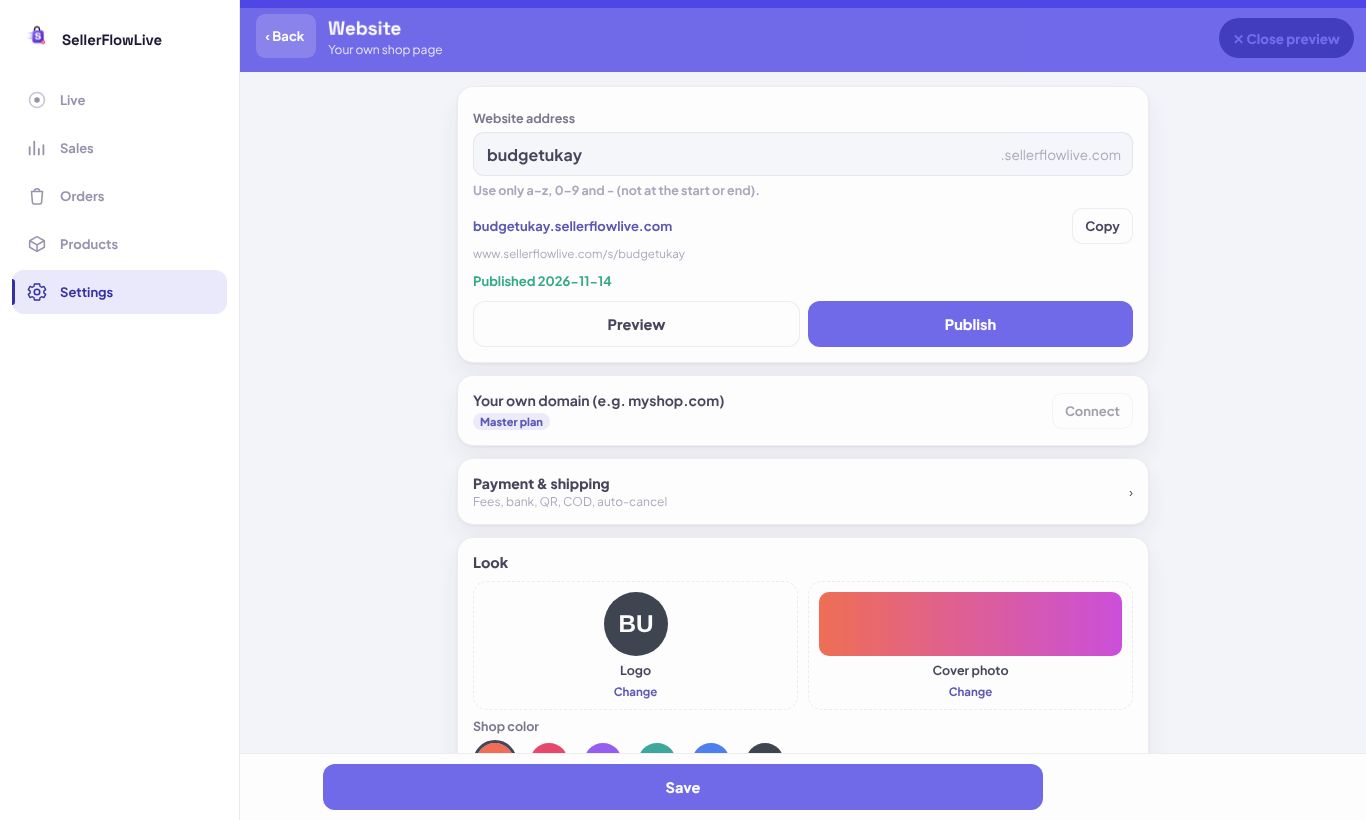 SellerFlowLive
Live
Sales
Orders
Products
Settings
‹ Back
Website
Your own shop page
✕ Close preview
Website address
budgetukay
.sellerflowlive.com
Use only a–z, 0–9 and - (not at the start or end).
budgetukay.sellerflowlive.com
Copy
www.sellerflowlive.com/s/budgetukay
Published 2026-11-14
Preview
Publish
Your own domain (e.g. myshop.com)
Master plan
Connect
Payment & shipping
Fees, bank, QR, COD, auto-cancel
›
Look
BU
Logo
Change
Cover photo
Change
Shop color
Save